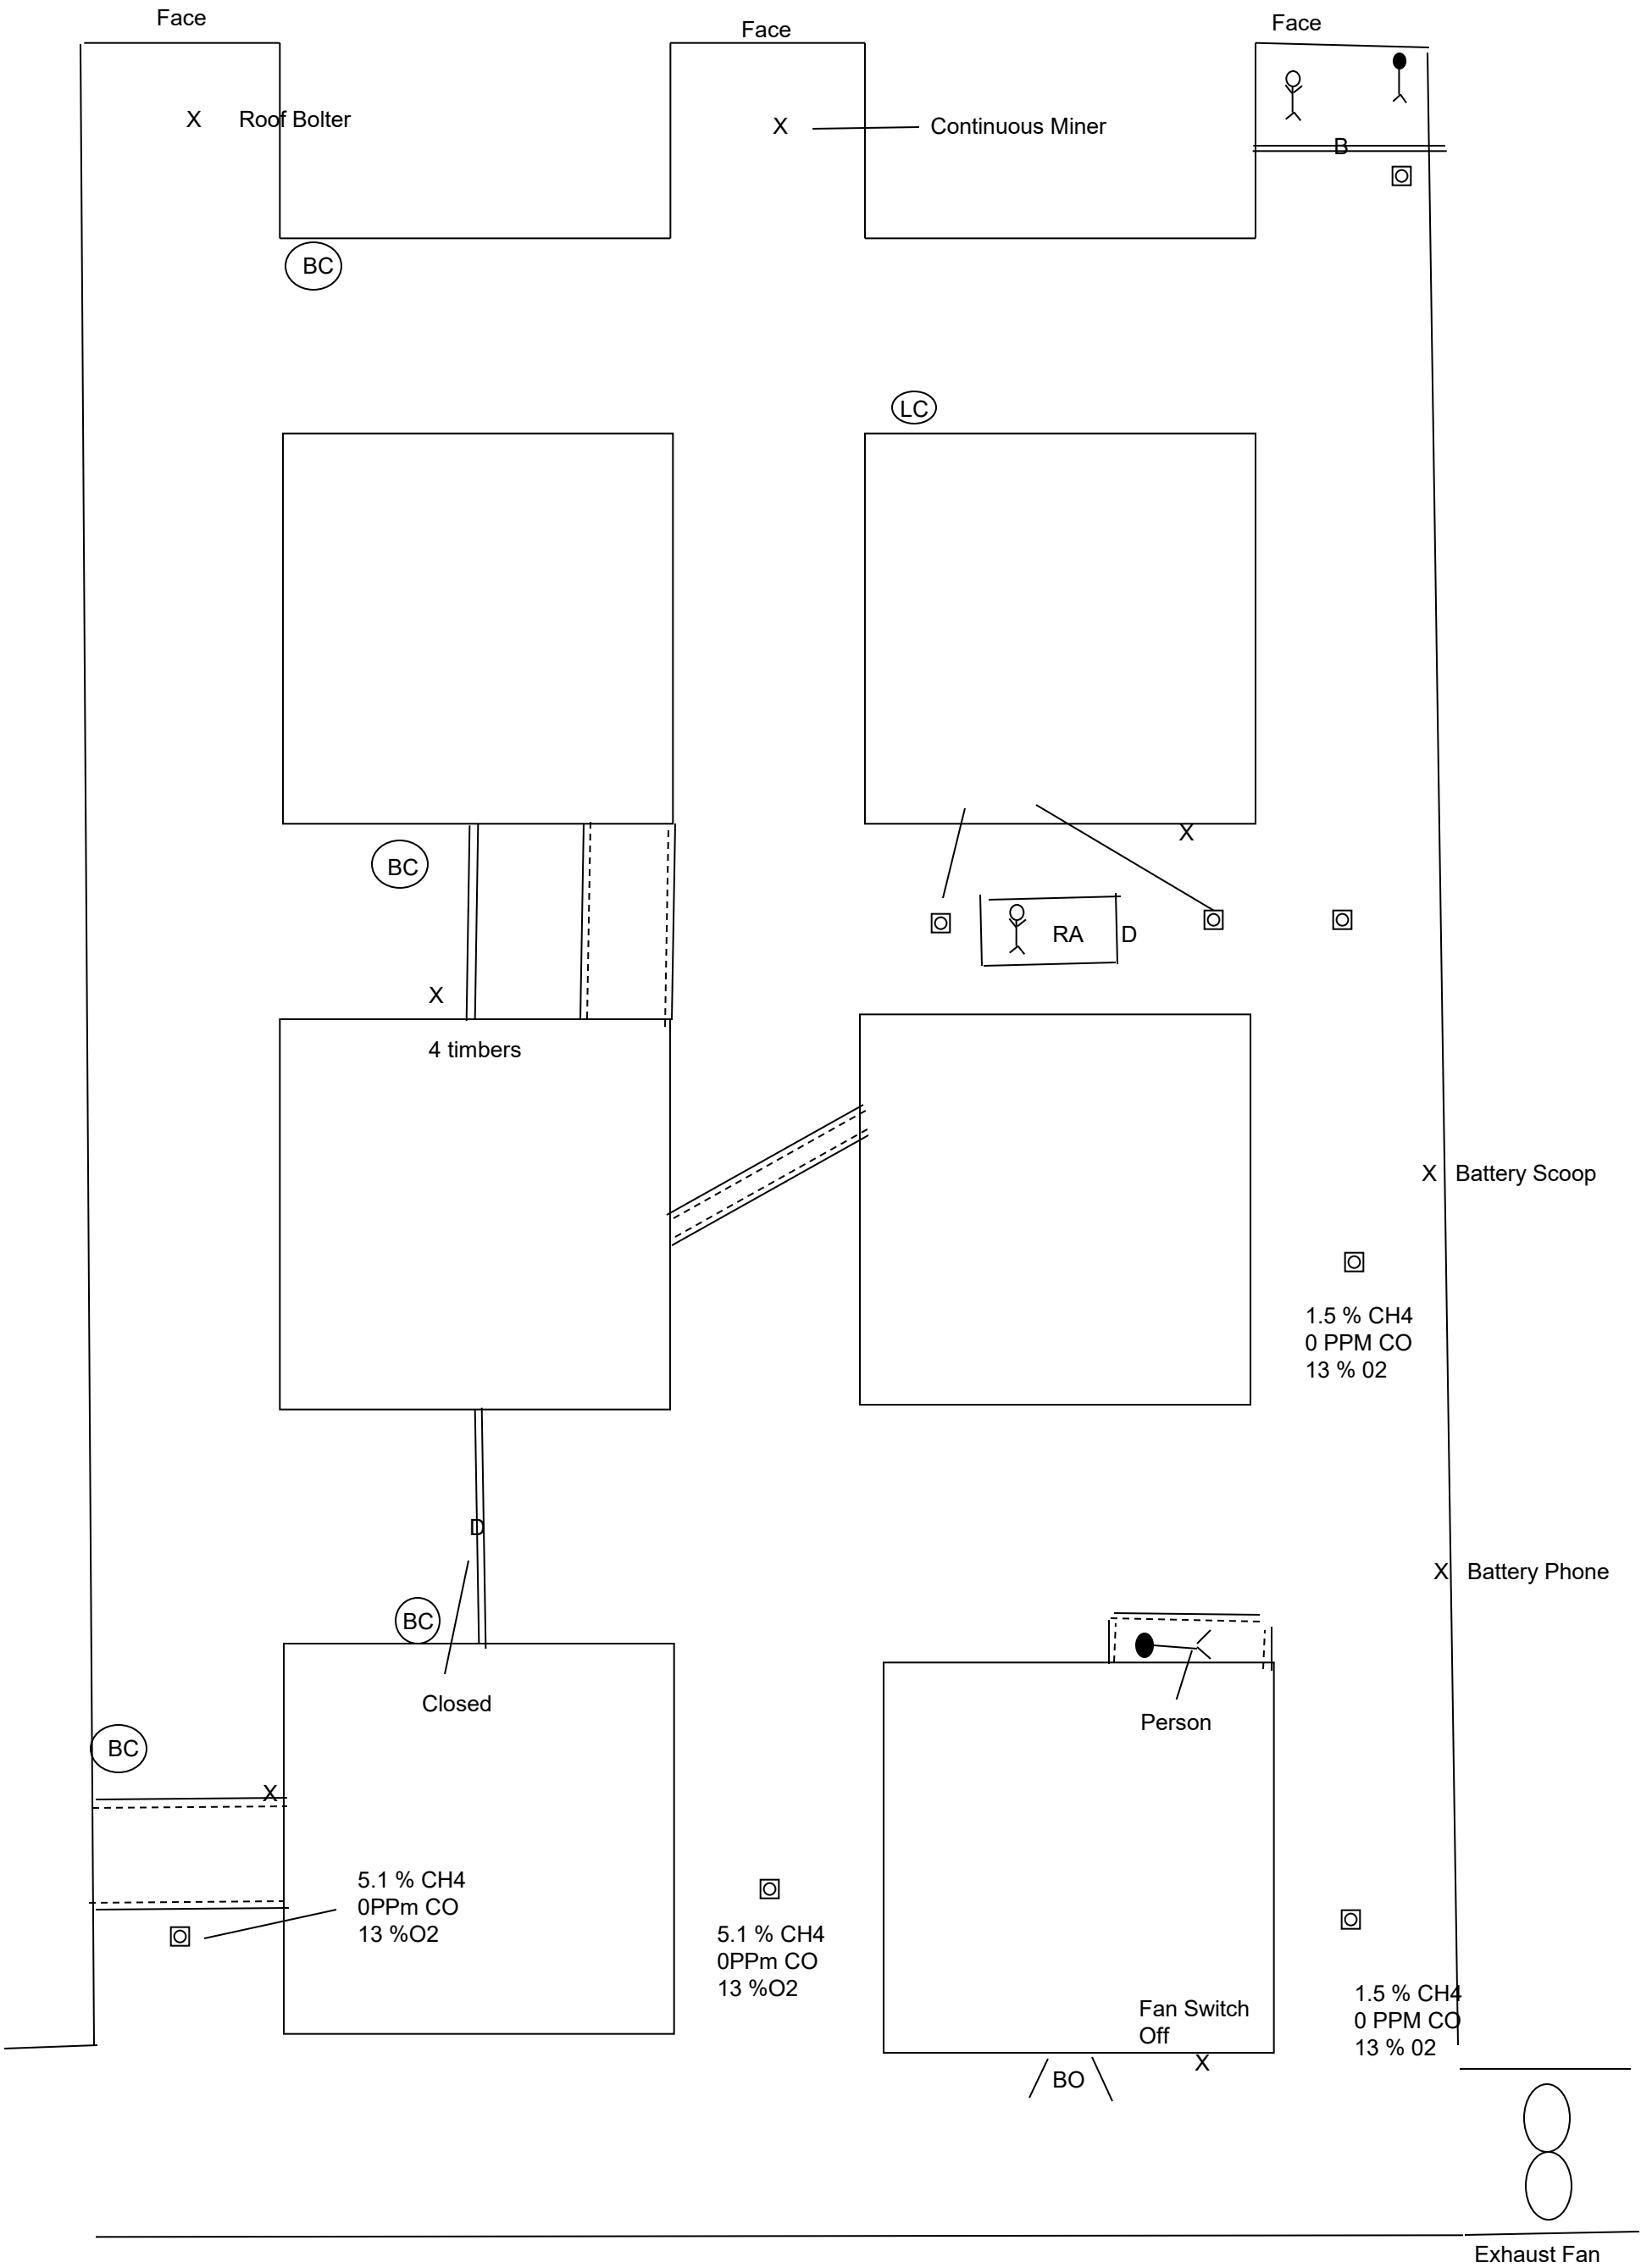 Face
Face
Face
X Roof Bolter
X Continuous Miner
B
BC
LC
X
BC
RA D
X
4 timbers
X Battery Scoop
1.5 % CH4
0 PPM CO
13 % 02
D
X Battery Phone
BC
Closed
Person
BC
X
5.1 % CH4
0PPm CO
13 %O2
5.1 % CH4
0PPm CO
13 %O2
Fan Switch
Off
X
1.5 % CH4
0 PPM CO
13 % 02
BO
Exhaust Fan